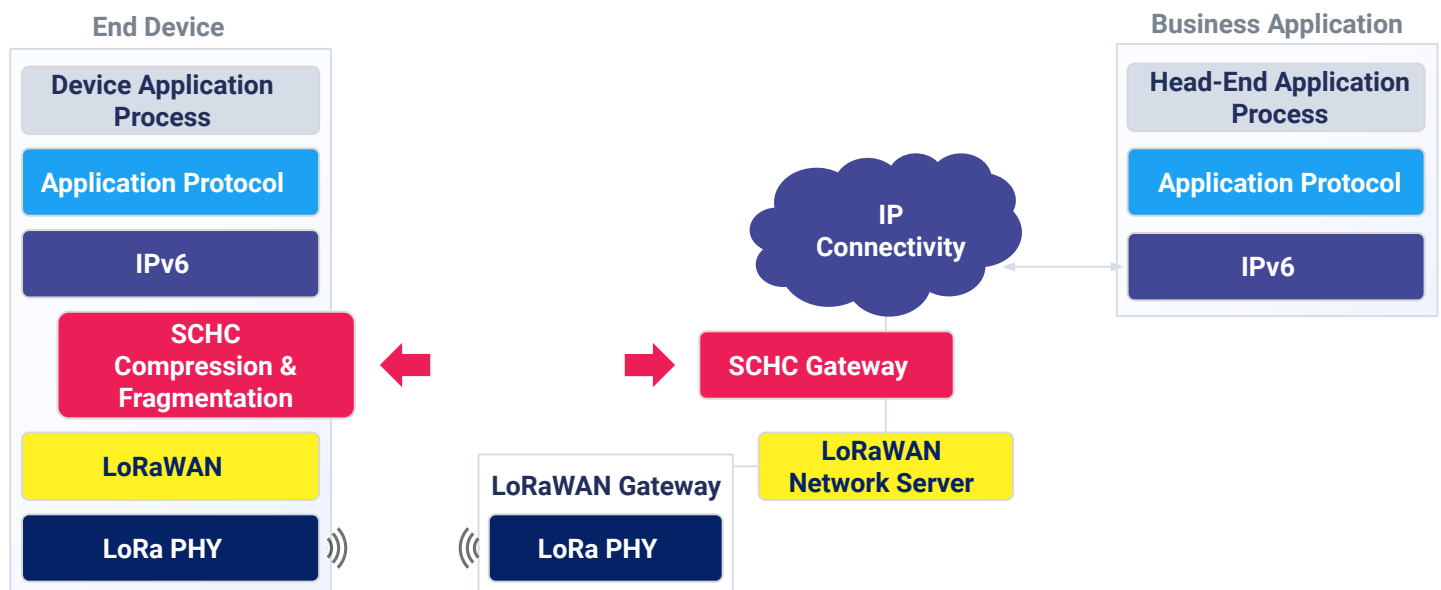 End Device
Device Application
Process
Application Protocol
IPv6
SCHC
Compression &
Fragmentation
LoRaWAN
LoRa PHY
LoRaWAN Gateway
LoRa PHY
IP
Connectivity
SCHC Gateway
LoRaWAN
Network Server
Business Application
Head-End Application
Process
Application Protocol
IPv6